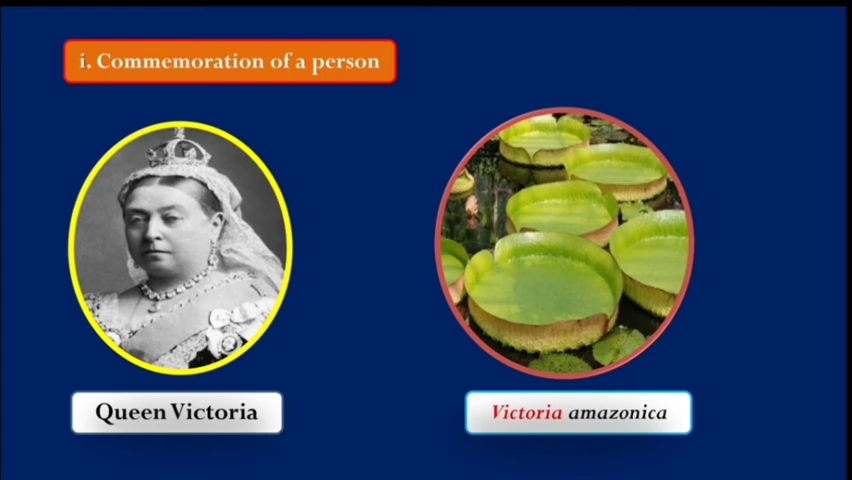 i. Commemoration of a person
Queen Victoria
Victoria amazonica